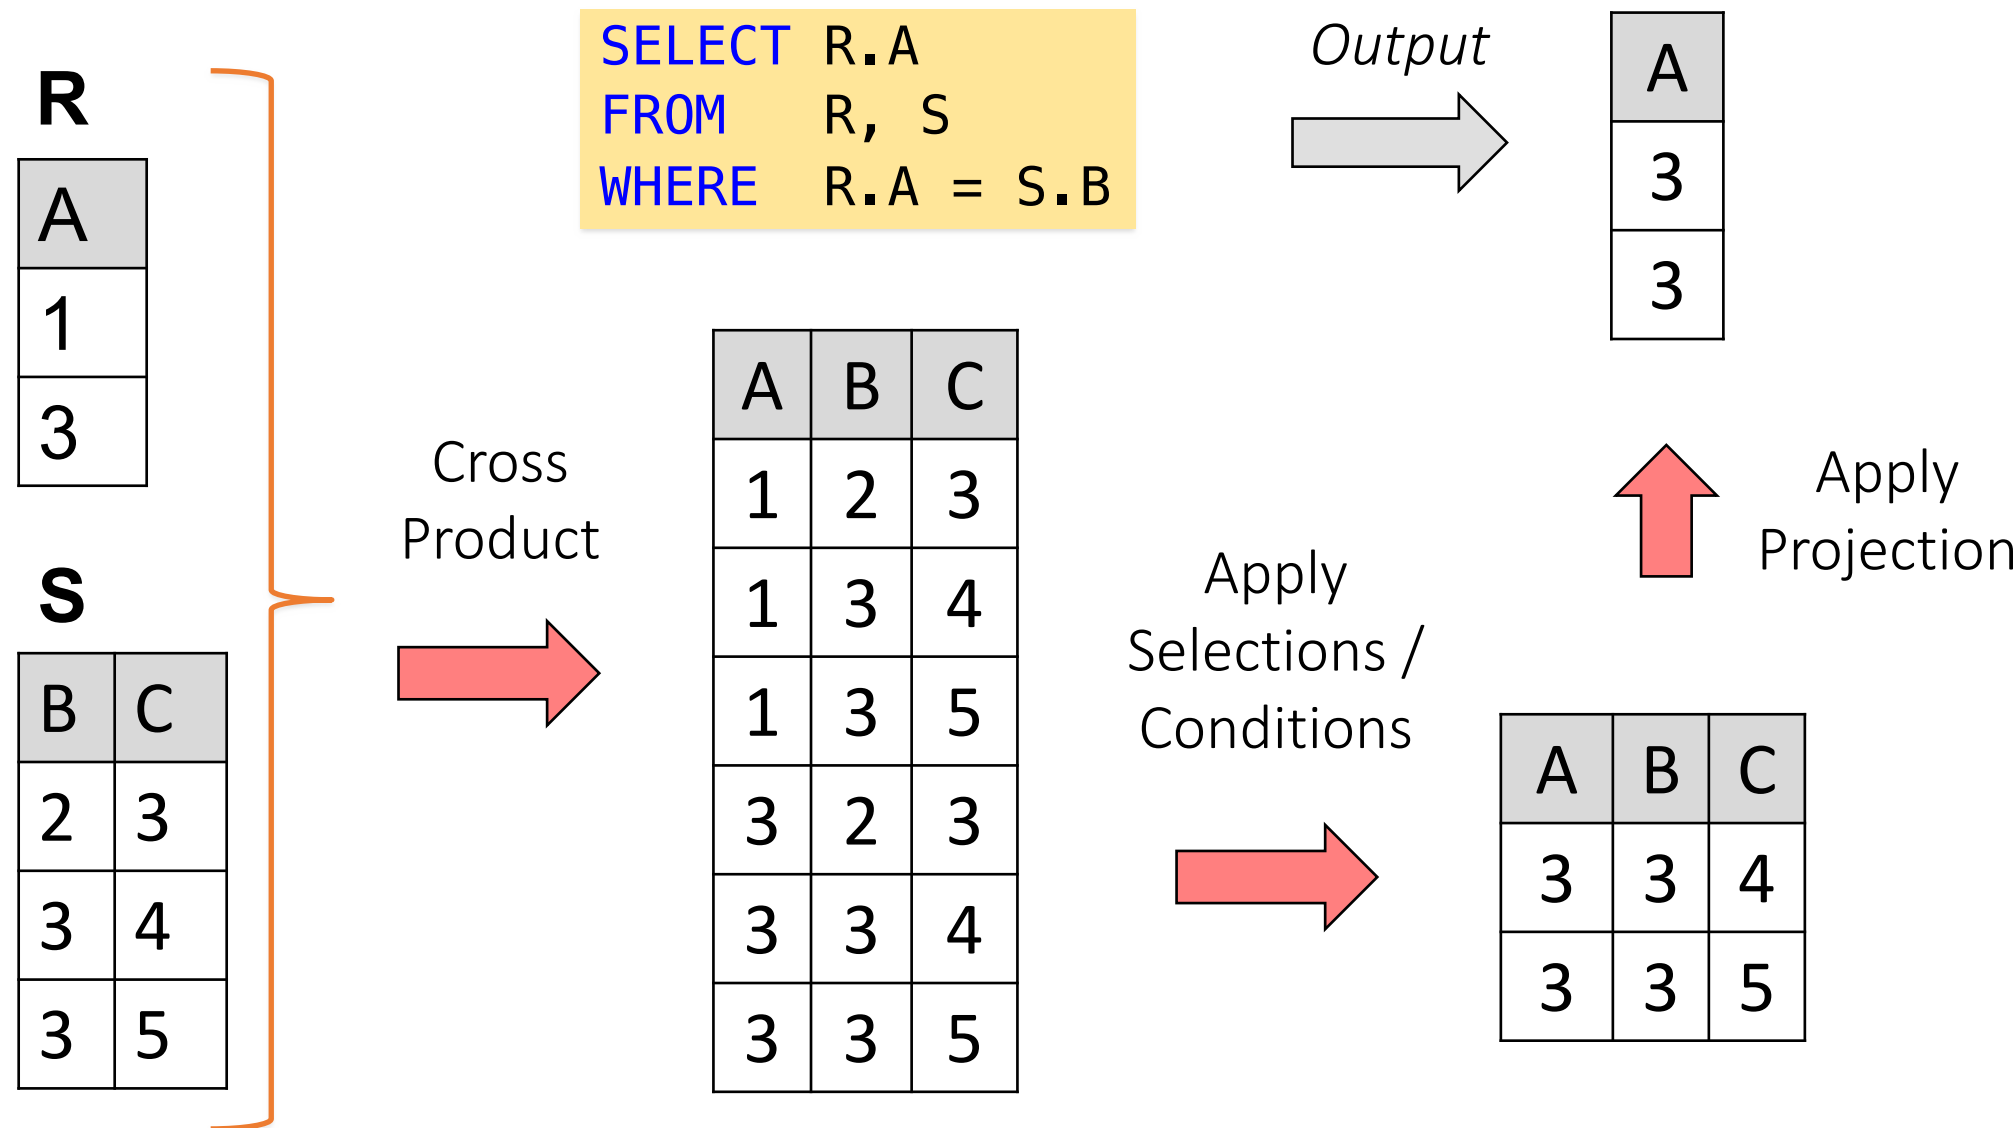 SELECT R.A
FROM R, S
WHERE R.A = S.B
Output
A
3
3
R
A
1
3
S
B C
2 3
3 4
3 5
Cross
Product
A B C
1 2 3
1 3 4
1 3 5
3 2 3
3 3 4
3 3 5
Apply
Selections /
Conditions
A B C
3 3 4
3 3 5
Apply
Projection